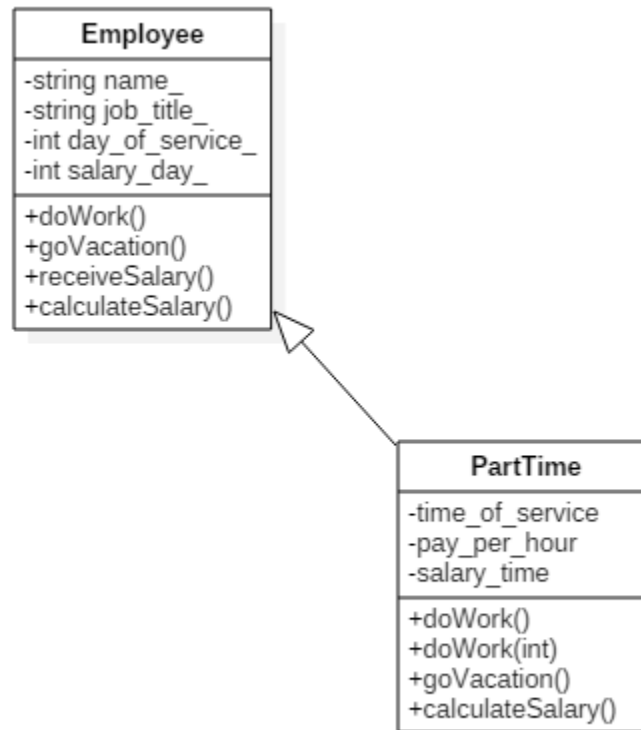 Employee
-string name_
-string job_title_
-int day_of_service_
-int salary_day_
+doWork()
+goVacation()
+receiveSalary()
+calculateSalary()
PartTime
-time_of_service
-pay_per_hour
-salary_time
+doWork()
+doWork(int)
+goVacation()
+calculateSalary()